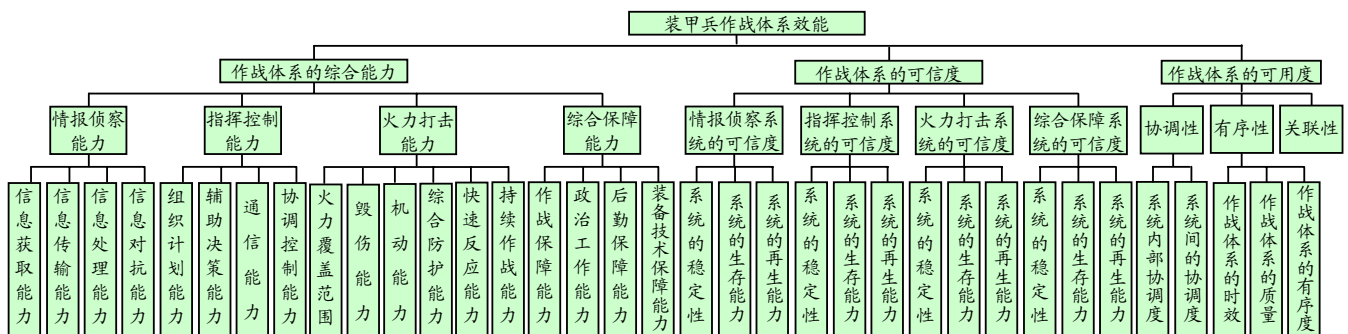 装甲兵作战体系效能
作战体系的综合能力
作战体系的可信度
作战体系的可用度
情报侦察
能力
指挥控制
能力
火力打击
能力
综合保障
能力
情报侦察系
统的可信度
指挥控制系
统的可信度
火力打击系
统的可信度
综合保障系
统的可信度
协调性
有序性
关联性
信息获取能力
信息传输能力
信息处理能力
信息对抗能力
组织计划能力
辅助决策能力
通信能力
协调控制能力
火力覆盖范围
毁伤能力
机动能力
综合防护能力
快速反应能力
持续作战能力
作战保障能力
政治工作能力
后勤保障能力
装备技术保障能力
系统的稳定性
系统的生存能力
系统的再生能力
系统的稳定性
系统的生存能力
系统的再生能力
系统的稳定性
系统的生存能力
系统的再生能力
系统的稳定性
系统的生存能力
系统的再生能力
系统内部协调度
系统间的协调度
作战体系的时效
作战体系的质量
作战体系的有序度